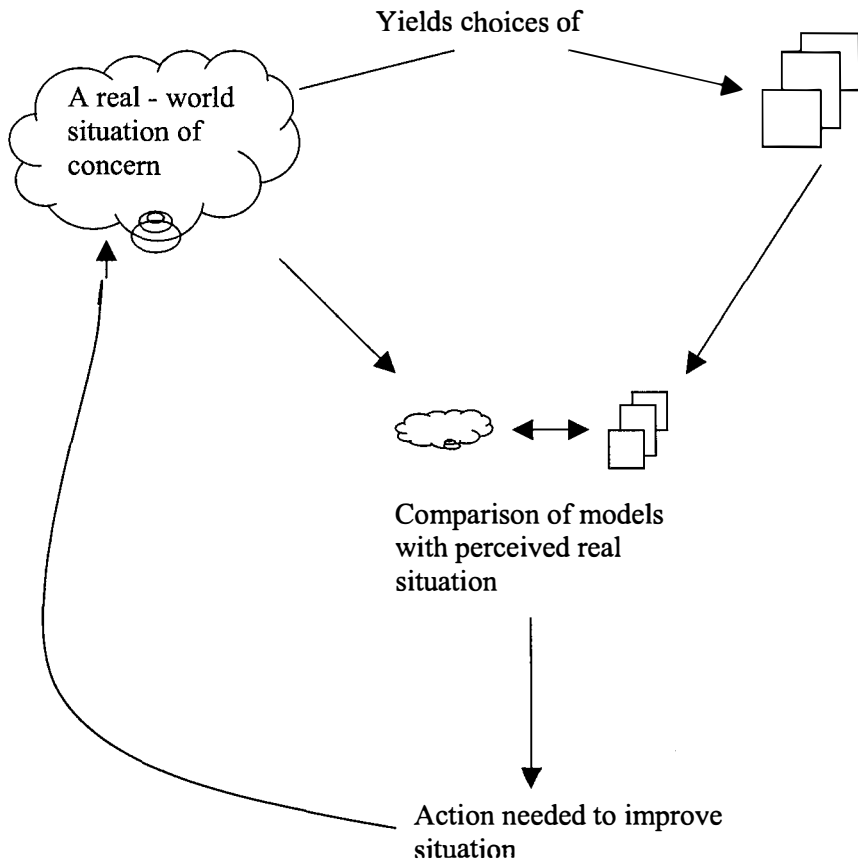 Yields choices of
A real - world
situation of
concern
Comparison of models
with perceived real
situation
Action needed to improve
situation